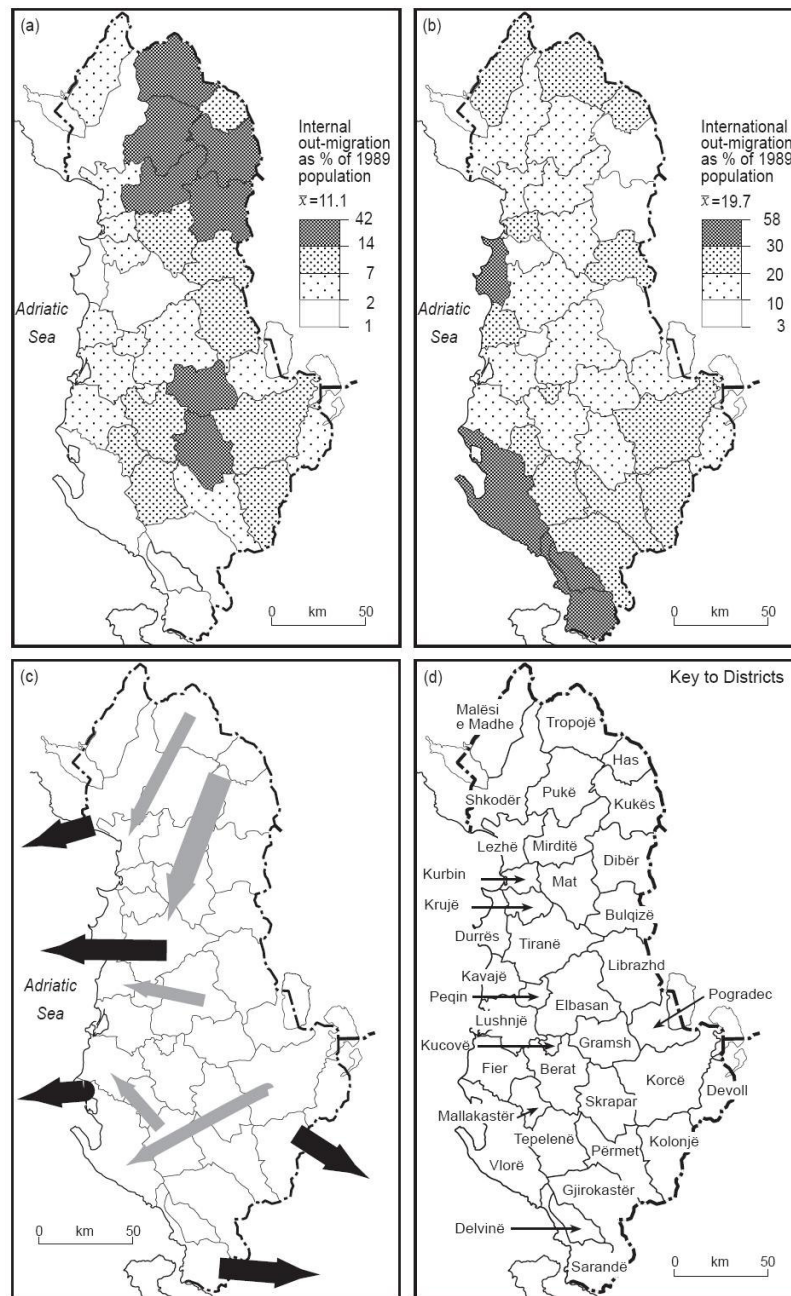 (a)
Internal
out-migration
as % of 1989
population
x̄ =11.1
42
14
7
2
1
Adriatic
Sea
0 km 50
(b)
International
out-migration
as % of 1989
population
x̄ =19.7
58
30
20
10
3
Adriatic
Sea
0 km 50
(c)
Adriatic
Sea
0 km 50
(d)
Key to Districts
Malësi
e Madhe
Tropojë
Has
Shkodër
Pukë
Kukës
Lezhë
Mirditë
Dibër
Kurbin
Mat
Krujë
Bulqizë
Durrës
Tiranë
Librazhd
Kavajë
Pogradec
Peqin
Elbasan
Lushnjë
Kucovë
Gramsh
Fier
Berat
Korcë
Devoll
Skrapar
Mallakastër
Tepelenë
Përmet
Kolonjë
Vlorë
Gjirokastër
Delvinë
Sarandë
0 km 50